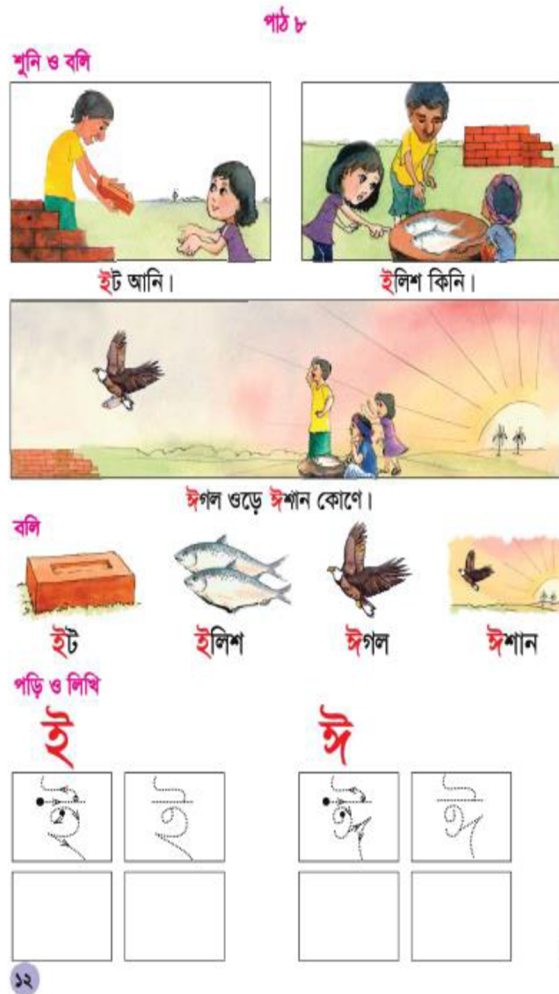 পাঠ ৮
শুনি ও বলি
ইট আনি।
ইলিশ কিনি।
ঈগল ওড়ে ঈশান কোণে।
বলি
ইট ইলিশ ঈগল ঈশান
পড়ি ও লিখি
ই ঈ
ই ই ঈ ঈ
১২